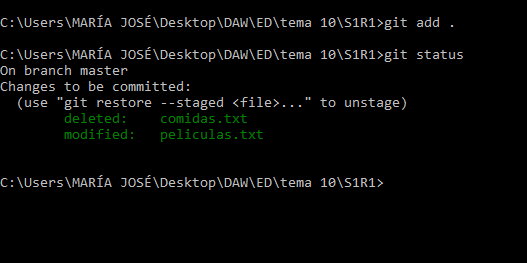 C:\Users\MARÍA JOSÉ\Desktop\DAW\ED\tema 10\S1R1>git add .
C:\Users\MARÍA JOSÉ\Desktop\DAW\ED\tema 10\S1R1>git status
On branch master
Changes to be committed:
  (use "git restore --staged <file>..." to unstage)
        deleted:    comidas.txt
        modified:   peliculas.txt
C:\Users\MARÍA JOSÉ\Desktop\DAW\ED\tema 10\S1R1>